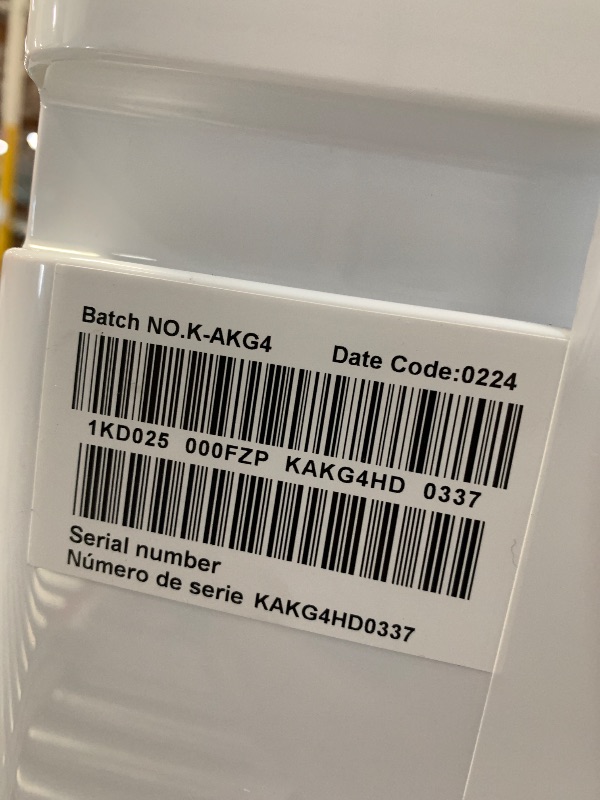 Batch NO.K-AKG4 Date Code:0224
1KD025 000FZP KAKG4HD 0337
Serial number
Número de serie KAKG4HD0337